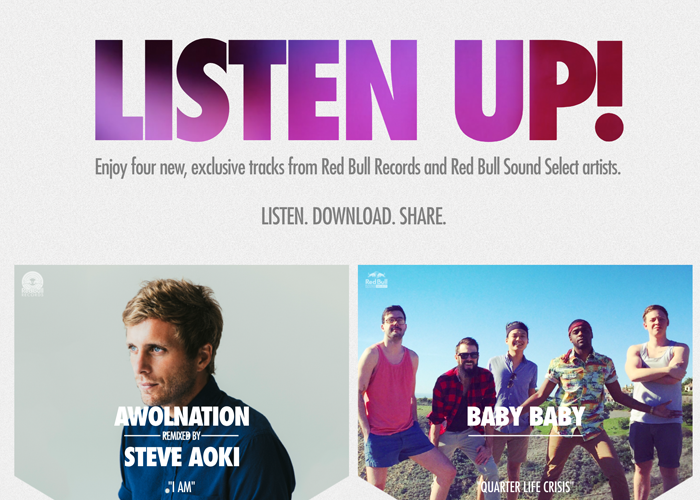 LISTEN UP!
Enjoy four new, exclusive tracks from Red Bull Records and Red Bull Sound Select artists.
LISTEN. DOWNLOAD. SHARE.
Red Bull
AWOLNATION
REMIXED BY
STEVE AOKI
"I AM"
BABY BABY
"QUARTER LIFE CRISIS"